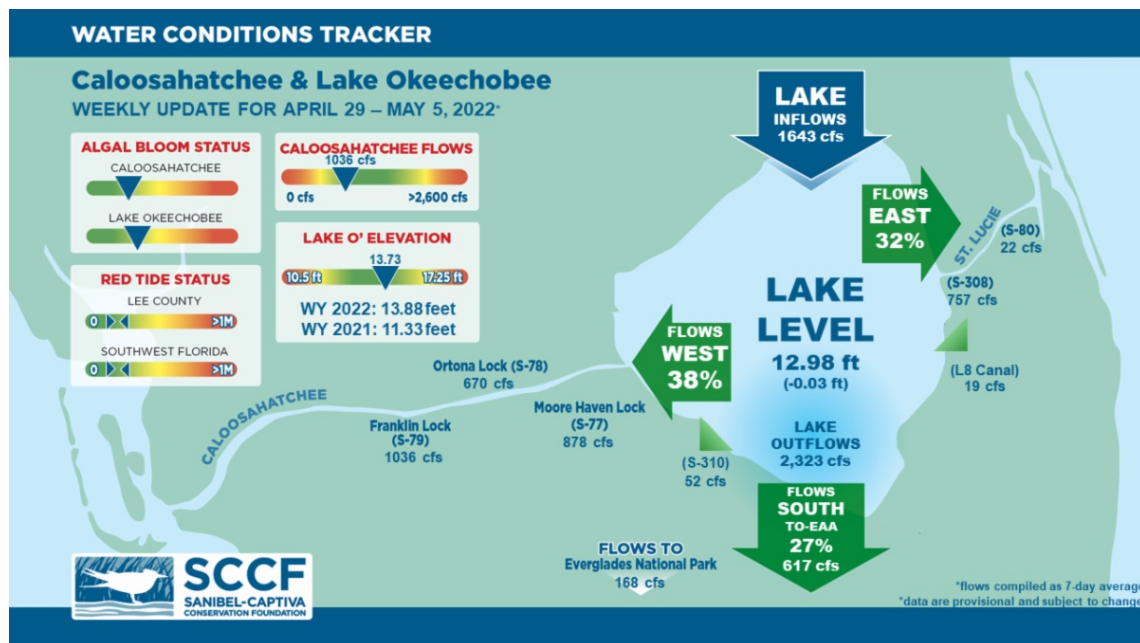 WATER CONDITIONS TRACKER
Caloosahatchee & Lake Okeechobee
WEEKLY UPDATE FOR APRIL 29 – MAY 5, 2022*
ALGAL BLOOM STATUS
CALOOSAHATCHEE
LAKE OKEECHOBEE
RED TIDE STATUS
LEE COUNTY
0 >1M
SOUTHWEST FLORIDA
0 >1M
CALOOSAHATCHEE FLOWS
1036 cfs
0 cfs >2,600 cfs
LAKE O' ELEVATION
13.73
10.5 ft 17.25 ft
WY 2022: 13.88 feet
WY 2021: 11.33 feet
LAKE
INFLOWS
1643 cfs
FLOWS
EAST
32%
ST. LUCIE
(S-80)
22 cfs
(S-308)
757 cfs
(L8 Canal)
19 cfs
LAKE
LEVEL
12.98 ft
(-0.03 ft)
LAKE
OUTFLOWS
2,323 cfs
FLOWS
WEST
38%
Ortona Lock (S-78)
670 cfs
CALOOSAHATCHEE
Franklin Lock
(S-79)
1036 cfs
Moore Haven Lock
(S-77)
878 cfs
(S-310)
52 cfs
FLOWS
SOUTH
TO-EAA
27%
617 cfs
FLOWS TO
Everglades National Park
168 cfs
SCCF
SANIBEL-CAPTIVA
CONSERVATION FOUNDATION
*flows compiled as 7-day average
*data are provisional and subject to change